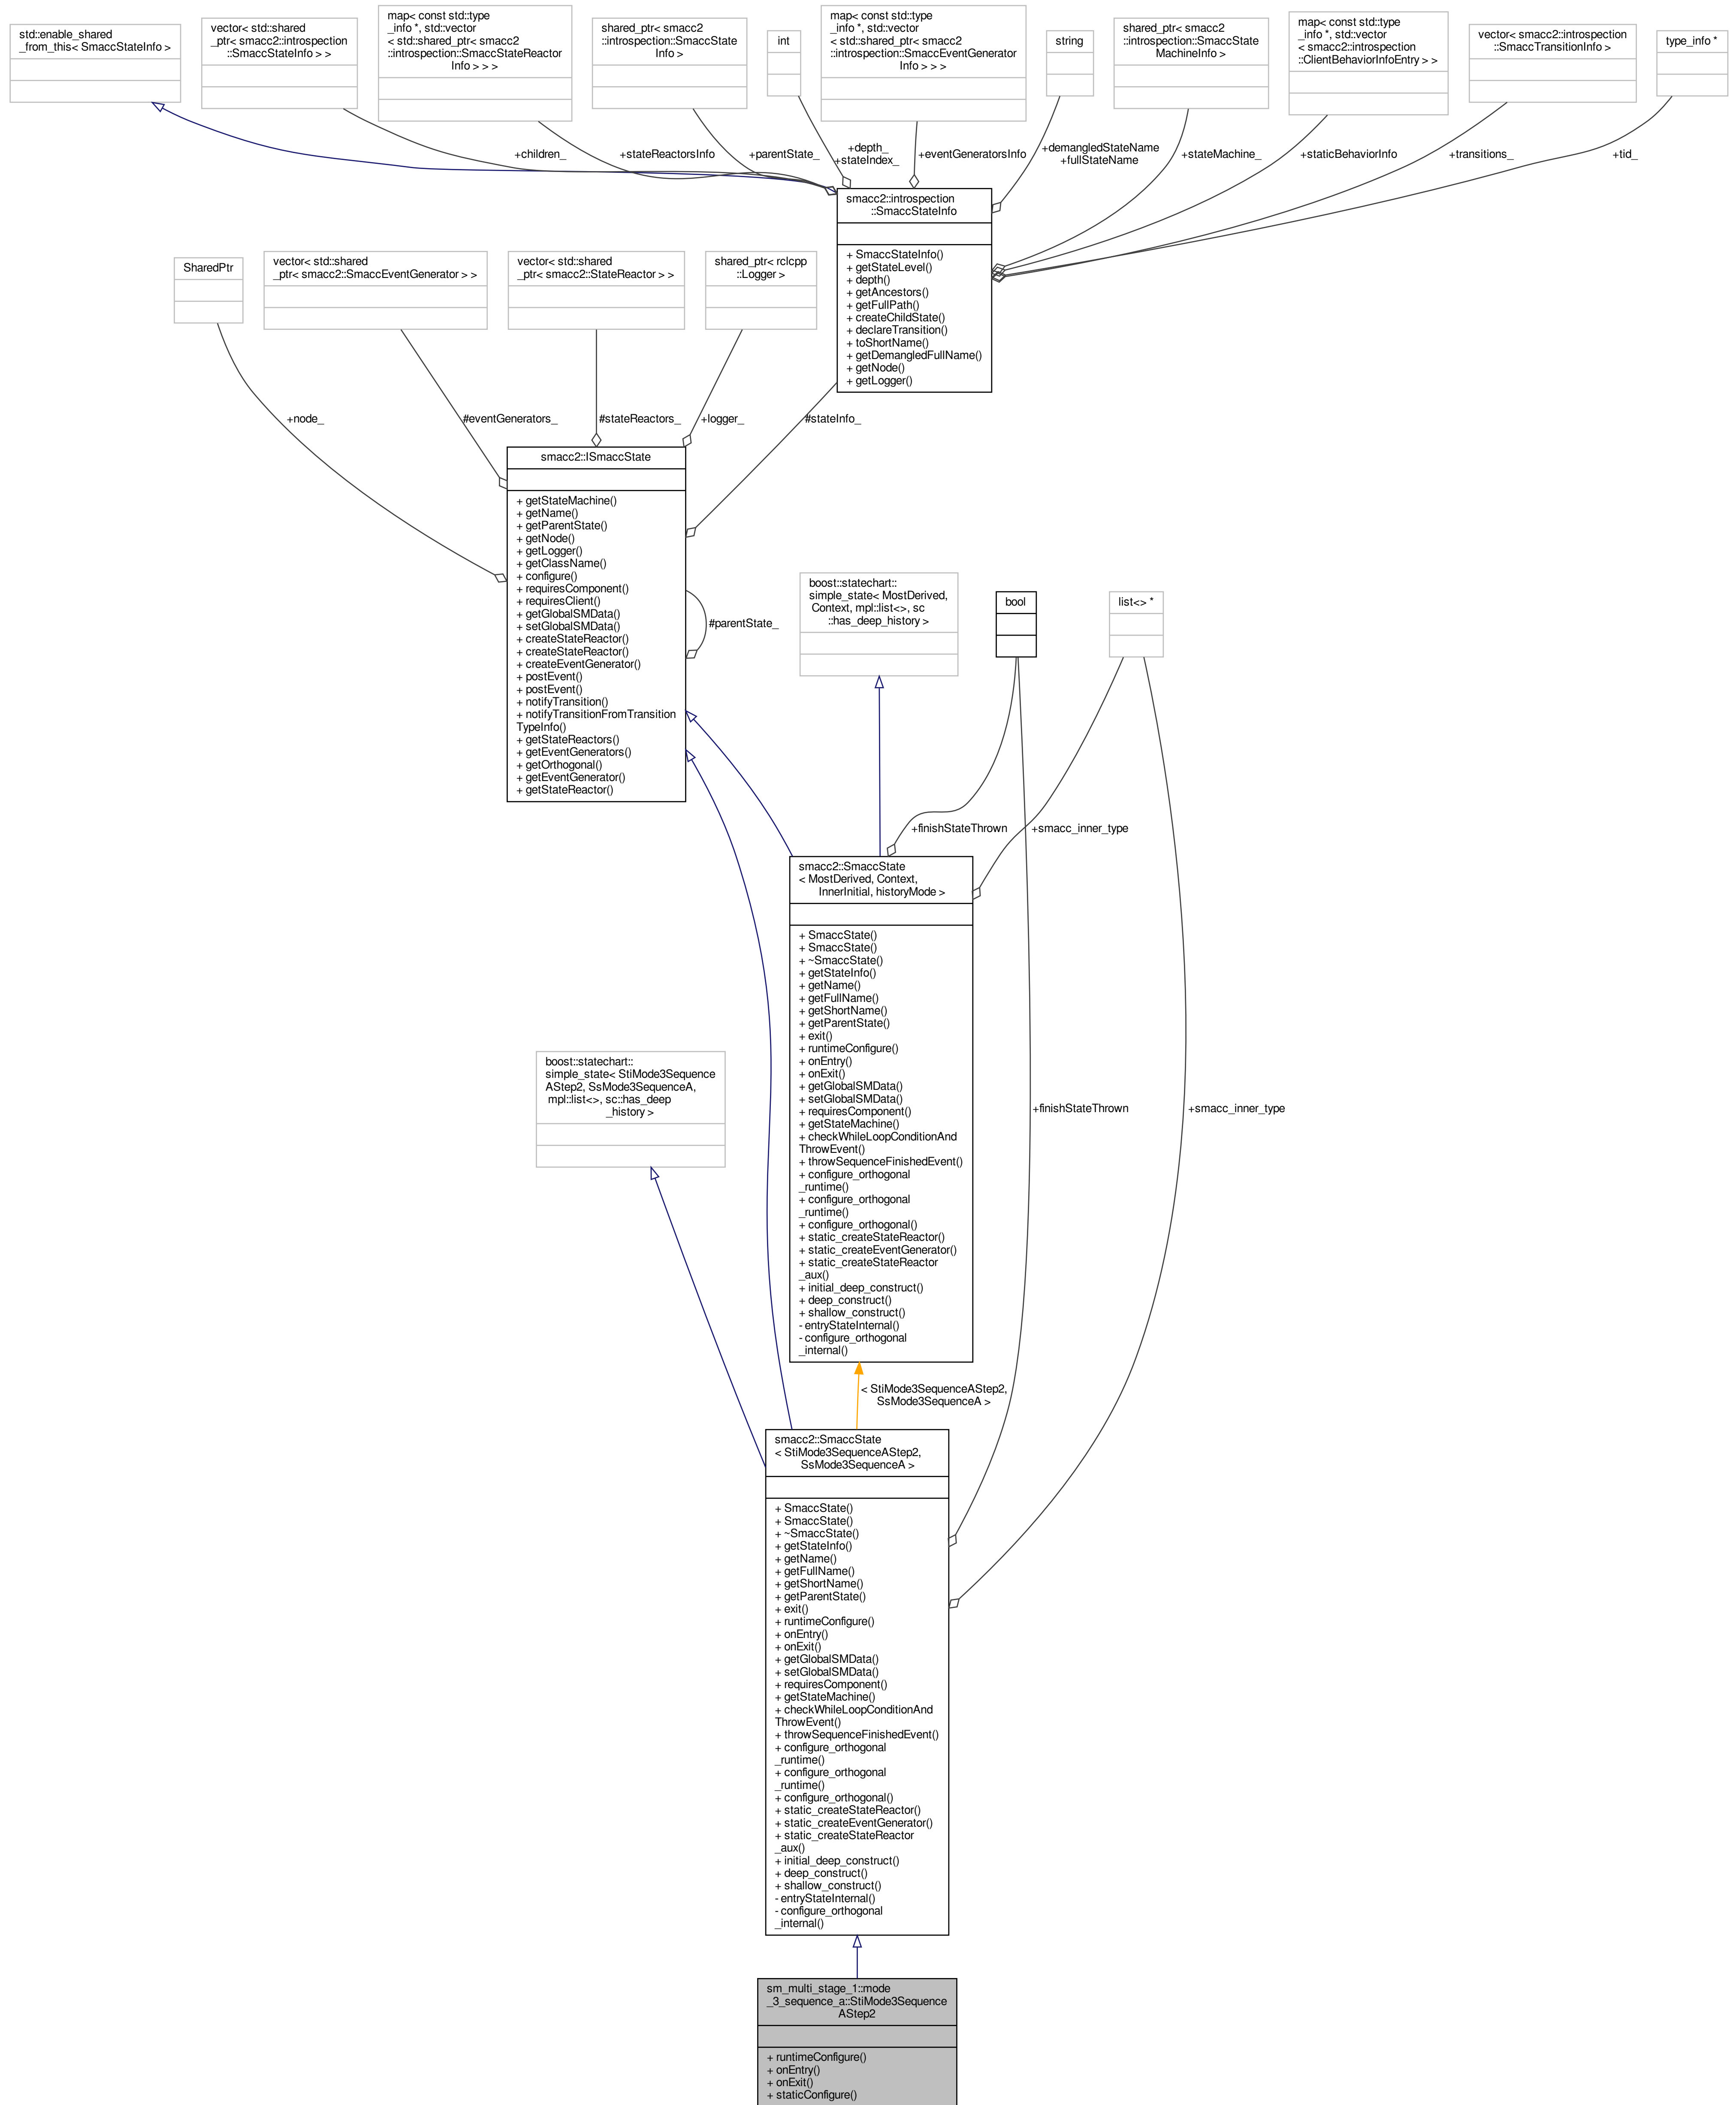 std::enable_shared
_from_this< SmaccStateInfo >
vector< std::shared
_ptr< smacc2::introspection
::SmaccStateInfo > >
map< const std::type
_info *, std::vector
< std::shared_ptr< smacc2
::introspection::SmaccStateReactor
Info > > >
shared_ptr< smacc2
::introspection::SmaccState
Info >
int
map< const std::type
_info *, std::vector
< std::shared_ptr< smacc2
::introspection::SmaccEventGenerator
Info > > >
string
shared_ptr< smacc2
::introspection::SmaccState
MachineInfo >
map< const std::type
_info *, std::vector
< smacc2::introspection
::ClientBehaviorInfoEntry > >
vector< smacc2::introspection
::SmaccTransitionInfo >
type_info *
+children_
+stateReactorsInfo
+parentState_
+depth_
+stateIndex_
+eventGeneratorsInfo
+demangledStateName
+fullStateName
+stateMachine_
+staticBehaviorInfo
+transitions_
+tid_
smacc2::introspection
::SmaccStateInfo
+ SmaccStateInfo()
+ getStateLevel()
+ depth()
+ getAncestors()
+ getFullPath()
+ createChildState()
+ declareTransition()
+ toShortName()
+ getDemangledFullName()
+ getNode()
+ getLogger()
SharedPtr
vector< std::shared
_ptr< smacc2::SmaccEventGenerator > >
vector< std::shared
_ptr< smacc2::StateReactor > >
shared_ptr< rclcpp
::Logger >
+node_
#eventGenerators_
#stateReactors_
+logger_
#stateInfo_
smacc2::ISmaccState
+ getStateMachine()
+ getName()
+ getParentState()
+ getNode()
+ getLogger()
+ getClassName()
+ configure()
+ requiresComponent()
+ requiresClient()
+ getGlobalSMData()
+ setGlobalSMData()
+ createStateReactor()
+ createStateReactor()
+ createEventGenerator()
+ postEvent()
+ postEvent()
+ notifyTransition()
+ notifyTransitionFromTransition
TypeInfo()
+ getStateReactors()
+ getEventGenerators()
+ getOrthogonal()
+ getEventGenerator()
+ getStateReactor()
#parentState_
boost::statechart::
simple_state< MostDerived,
Context, mpl::list<>, sc
::has_deep_history >
bool
list<> *
+finishStateThrown
+smacc_inner_type
smacc2::SmaccState
< MostDerived, Context,
InnerInitial, historyMode >
+ SmaccState()
+ SmaccState()
+ ~SmaccState()
+ getStateInfo()
+ getName()
+ getFullName()
+ getShortName()
+ getParentState()
+ exit()
+ runtimeConfigure()
+ onEntry()
+ onExit()
+ getGlobalSMData()
+ setGlobalSMData()
+ requiresComponent()
+ getStateMachine()
+ checkWhileLoopConditionAnd
ThrowEvent()
+ throwSequenceFinishedEvent()
+ configure_orthogonal
_runtime()
+ configure_orthogonal
_runtime()
+ configure_orthogonal()
+ static_createStateReactor()
+ static_createEventGenerator()
+ static_createStateReactor
_aux()
+ initial_deep_construct()
+ deep_construct()
+ shallow_construct()
- entryStateInternal()
- configure_orthogonal
_internal()
boost::statechart::
simple_state< StiMode3Sequence
AStep2, SsMode3SequenceA,
mpl::list<>, sc::has_deep
_history >
+finishStateThrown
+smacc_inner_type
< StiMode3SequenceAStep2,
SsMode3SequenceA >
smacc2::SmaccState
< StiMode3SequenceAStep2,
SsMode3SequenceA >
+ SmaccState()
+ SmaccState()
+ ~SmaccState()
+ getStateInfo()
+ getName()
+ getFullName()
+ getShortName()
+ getParentState()
+ exit()
+ runtimeConfigure()
+ onEntry()
+ onExit()
+ getGlobalSMData()
+ setGlobalSMData()
+ requiresComponent()
+ getStateMachine()
+ checkWhileLoopConditionAnd
ThrowEvent()
+ throwSequenceFinishedEvent()
+ configure_orthogonal
_runtime()
+ configure_orthogonal
_runtime()
+ configure_orthogonal()
+ static_createStateReactor()
+ static_createEventGenerator()
+ static_createStateReactor
_aux()
+ initial_deep_construct()
+ deep_construct()
+ shallow_construct()
- entryStateInternal()
- configure_orthogonal
_internal()
sm_multi_stage_1::mode
_3_sequence_a::StiMode3Sequence
AStep2
+ runtimeConfigure()
+ onEntry()
+ onExit()
+ staticConfigure()